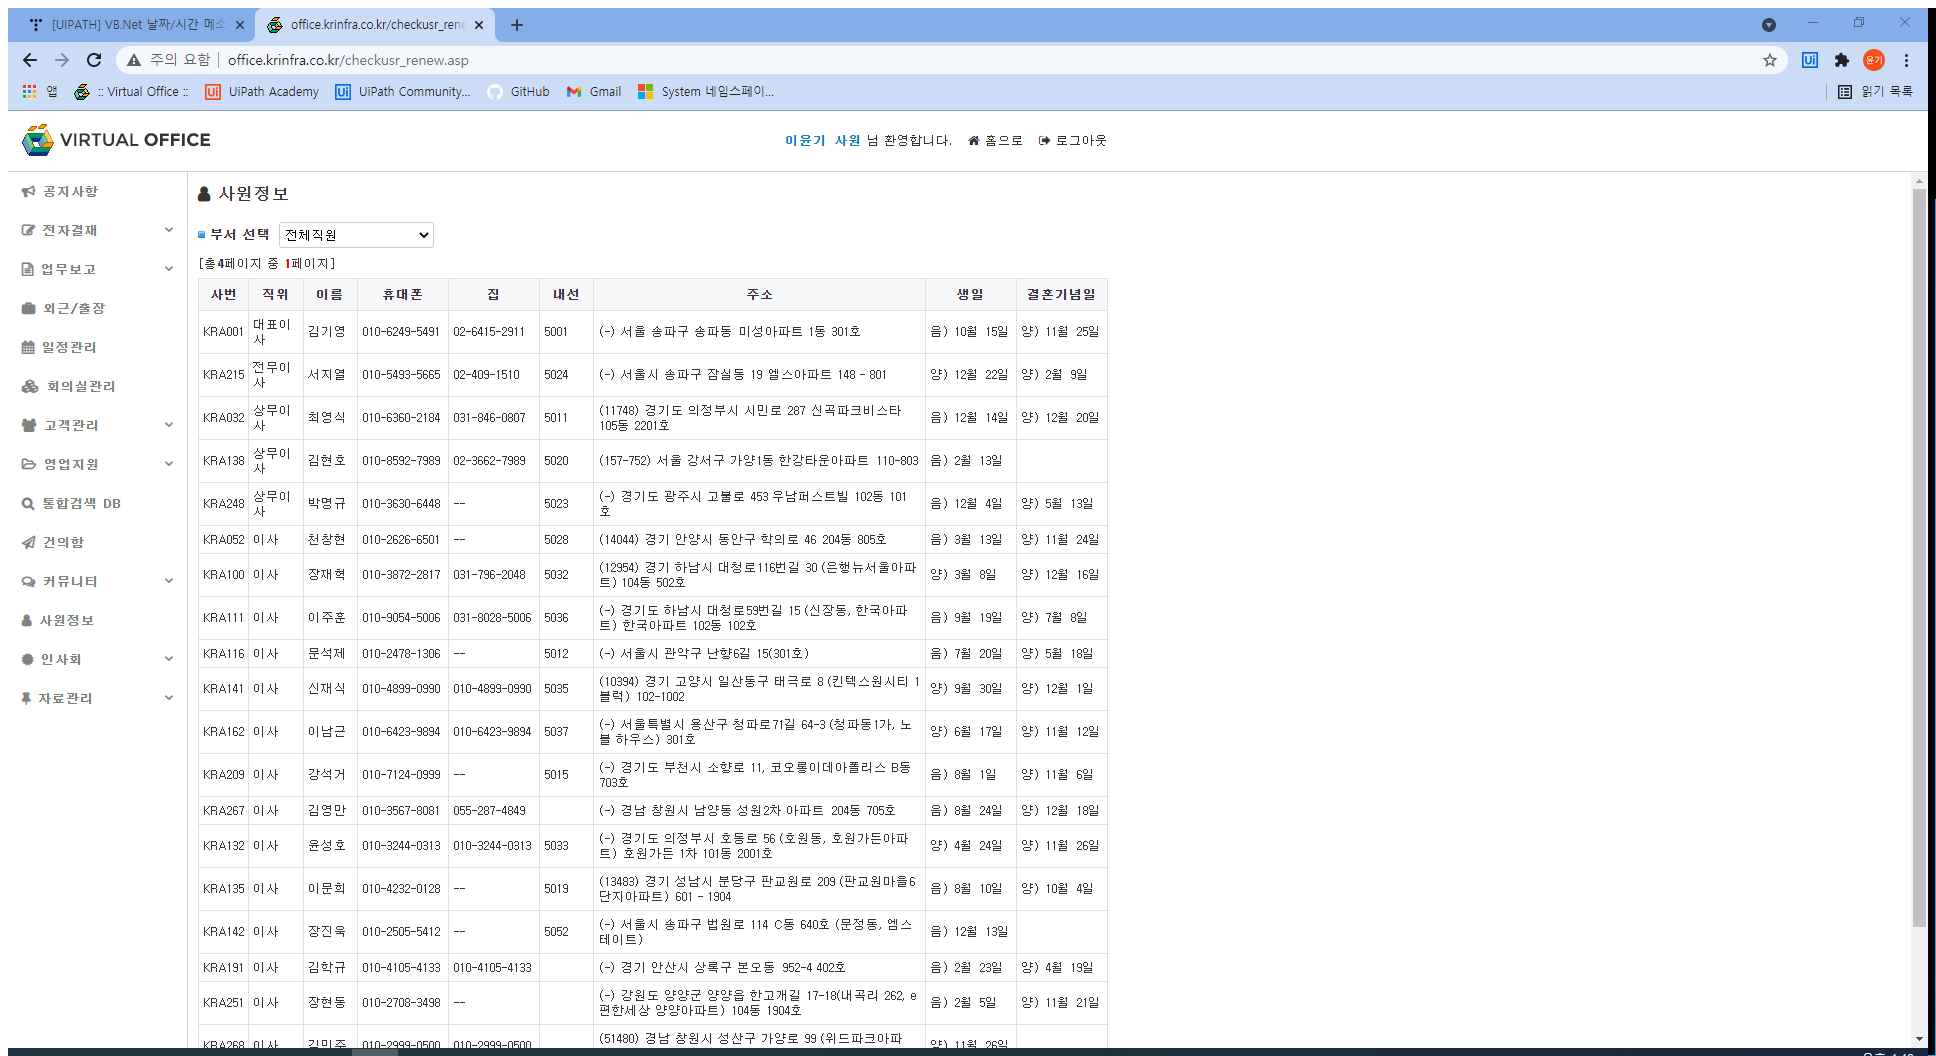 [UIPATH] VB.Net 날짜/시간 메소
office.krinfra.co.kr/checkusr_rene
주의 요함 office.krinfra.co.kr/checkusr_renew.asp
윤기
앱 :: Virtual Office :: UiPath Academy UiPath Community... GitHub Gmail System 네임스페이... 읽기 목록
VIRTUAL OFFICE
이윤기 사원 님 환영합니다. 홈으로 로그아웃
공지사항
전자결재
업무보고
외근/출장
일정관리
회의실관리
고객관리
영업지원
통합검색 DB
건의함
커뮤니티
사원정보
인사회
자료관리
사원정보
부서 선택 전체직원
[총4페이지 중 1페이지]
사번 직위 이름 휴대폰 집 내선 주소 생일 결혼기념일
KRA001 대표이사 김기영 010-6249-5491 02-6415-2911 5001 (-) 서울 송파구 송파동 미성아파트 1동 301호 음) 10월 15일 양) 11월 25일
KRA215 전무이사 서지열 010-5493-5665 02-409-1510 5024 (-) 서울시 송파구 잠실동 19 엘스아파트 148 - 801 양) 12월 22일 양) 2월 9일
KRA032 상무이사 최영식 010-6360-2184 031-846-0807 5011 (11748) 경기도 의정부시 시민로 287 신곡파크비스타 105동 2201호 음) 12월 14일 양) 12월 20일
KRA138 상무이사 김현호 010-8592-7989 02-3662-7989 5020 (157-752) 서울 강서구 가양1동 한강타운아파트 110-803 음) 2월 13일
KRA248 상무이사 박명규 010-3630-6448 -- 5023 (-) 경기도 광주시 고불로 453 우남퍼스트빌 102동 101호 음) 12월 4일 양) 5월 13일
KRA052 이사 천창현 010-2626-6501 -- 5028 (14044) 경기 안양시 동안구 학의로 46 204동 805호 음) 3월 13일 양) 11월 24일
KRA100 이사 장재혁 010-3872-2817 031-796-2048 5032 (12954) 경기 하남시 대청로116번길 30 (은행뉴서울아파트) 104동 502호 양) 3월 8일 양) 12월 16일
KRA111 이사 이주훈 010-9054-5006 031-8028-5006 5036 (-) 경기도 하남시 대청로59번길 15 (신장동, 한국아파트) 한국아파트 102동 102호 음) 9월 19일 양) 7월 8일
KRA116 이사 문석제 010-2478-1306 -- 5012 (-) 서울시 관악구 난향6길 15(301호) 음) 7월 20일 양) 5월 18일
KRA141 이사 신재식 010-4899-0990 010-4899-0990 5035 (10394) 경기 고양시 일산동구 태극로 8 (킨텍스원시티 1블럭) 102-1002 양) 9월 30일 양) 12월 1일
KRA162 이사 이남근 010-6423-9894 010-6423-9894 5037 (-) 서울특별시 용산구 청파로71길 64-3 (청파동1가, 노블 하우스) 301호 양) 6월 17일 양) 11월 12일
KRA209 이사 강석거 010-7124-0999 -- 5015 (-) 경기도 부천시 소향로 11, 코오롱이데아폴리스 B동 703호 음) 8월 1일 양) 11월 6일
KRA267 이사 김영만 010-3567-8081 055-287-4849 (-) 경남 창원시 남양동 성원2차 아파트 204동 705호 음) 8월 24일 양) 12월 18일
KRA132 이사 윤성호 010-3244-0313 010-3244-0313 5033 (-) 경기도 의정부시 호동로 56 (호원동, 호원가든아파트) 호원가든 1차 101동 2001호 양) 4월 24일 양) 11월 26일
KRA135 이사 이문희 010-4232-0128 -- 5019 (13483) 경기 성남시 분당구 판교원로 209 (판교원마을6단지아파트) 601 - 1904 음) 8월 10일 양) 10월 4일
KRA142 이사 장진욱 010-2505-5412 -- 5052 (-) 서울시 송파구 법원로 114 C동 640호 (문정동, 엠스테이트) 음) 12월 13일
KRA191 이사 김학규 010-4105-4133 010-4105-4133 (-) 경기 안산시 상록구 본오동 952-4 402호 음) 2월 23일 양) 4월 19일
KRA251 이사 장현동 010-2708-3498 -- (-) 강원도 양양군 양양읍 한고개길 17-18(내곡리 262, e편한세상 양양아파트) 104동 1904호 음) 2월 5일 양) 11월 21일
KRA268 이사 김민주 010-2999-0500 010-2999-0500 (51480) 경남 창원시 성산구 가양로 99 (위드파크아파 양) 11월 26일